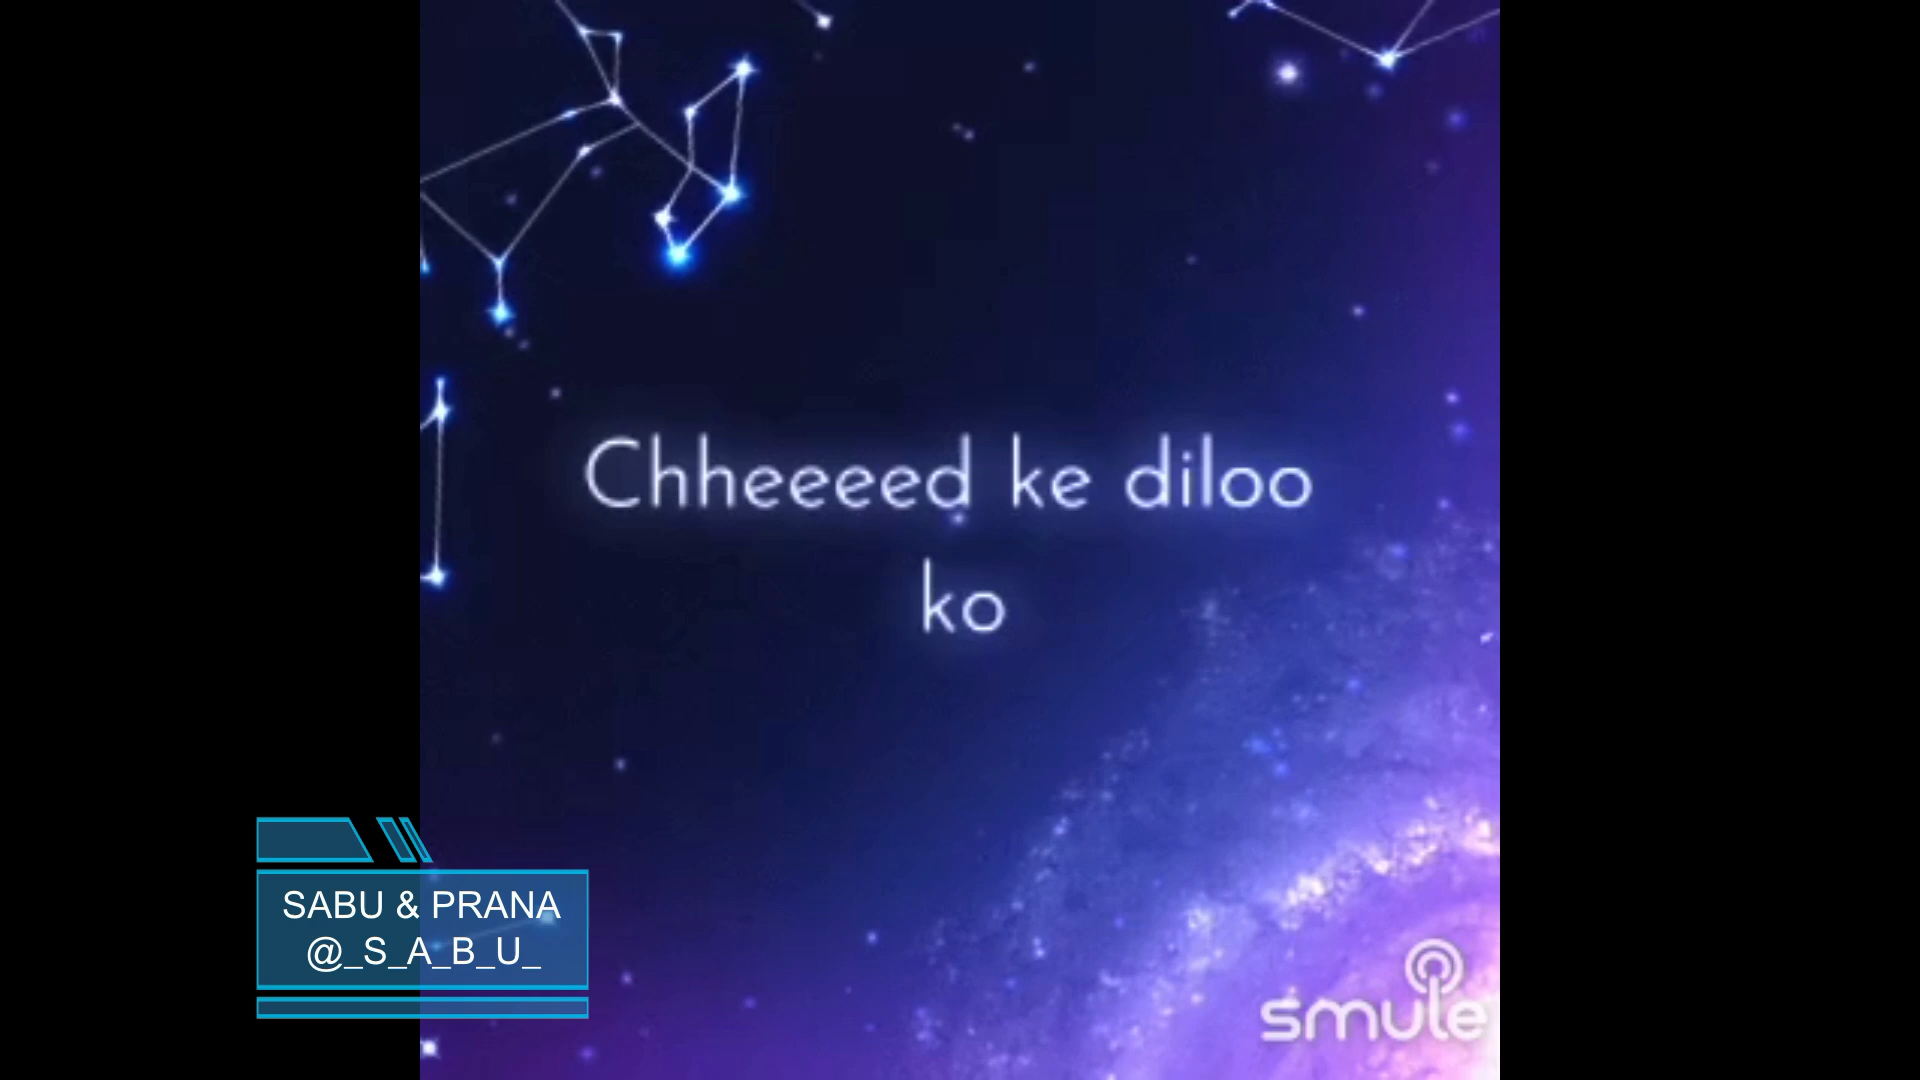 Chheeeed ke diloo
ko
SABU & PRANA
@_S_A_B_U_
smule